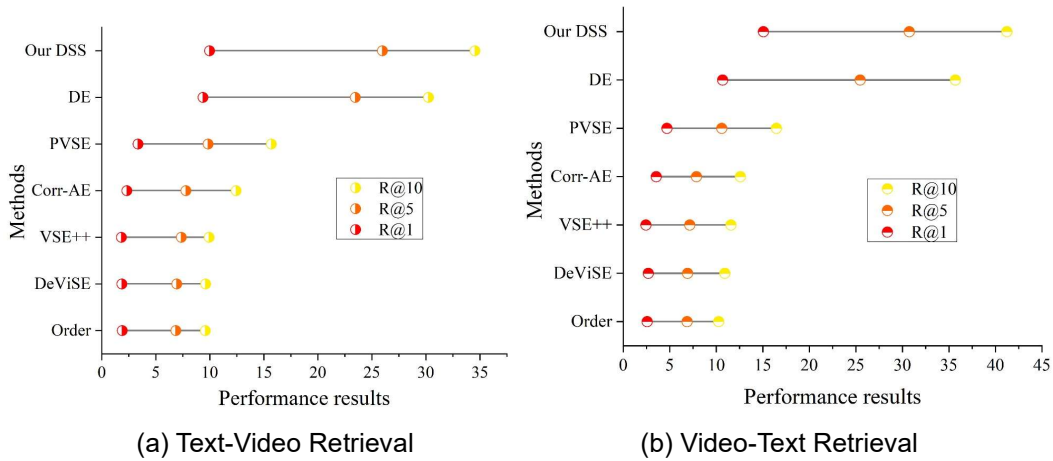 Our DSS
DE
PVSE
Corr-AE
VSE++
DeViSE
Order
Methods
R@10
R@5
R@1
0 5 10 15 20 25 30 35
Performance results
(a) Text-Video Retrieval
Our DSS
DE
PVSE
Corr-AE
VSE++
DeViSE
Order
Methods
R@10
R@5
R@1
0 5 10 15 20 25 30 35 40 45
Performance results
(b) Video-Text Retrieval